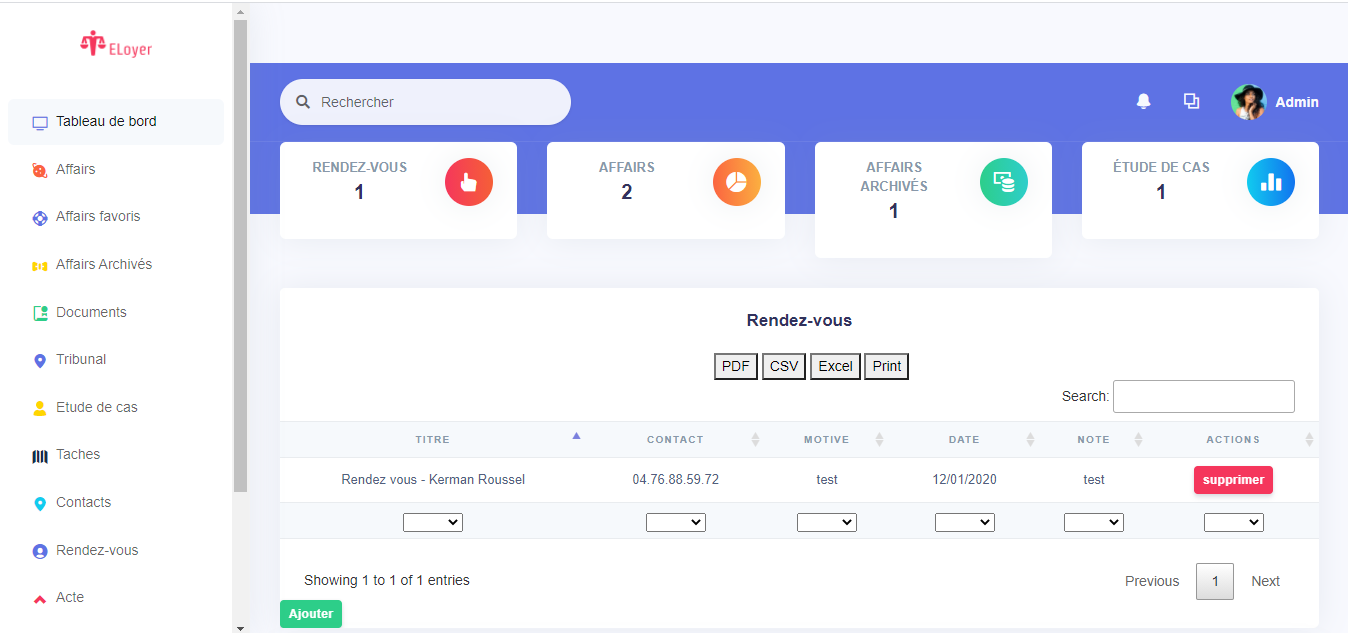 ELoyer
Tableau de bord
Affairs
Affairs favoris
Affairs Archivés
Documents
Tribunal
Etude de cas
Taches
Contacts
Rendez-vous
Acte
Rechercher
Admin
RENDEZ-VOUS
1
AFFAIRS
2
AFFAIRS
ARCHIVÉS
1
ÉTUDE DE CAS
1
Rendez-vous
PDF CSV Excel Print
Search:
TITRE CONTACT MOTIVE DATE NOTE ACTIONS
Rendez vous - Kerman Roussel 04.76.88.59.72 test 12/01/2020 test supprimer
Showing 1 to 1 of 1 entries
Previous 1 Next
Ajouter